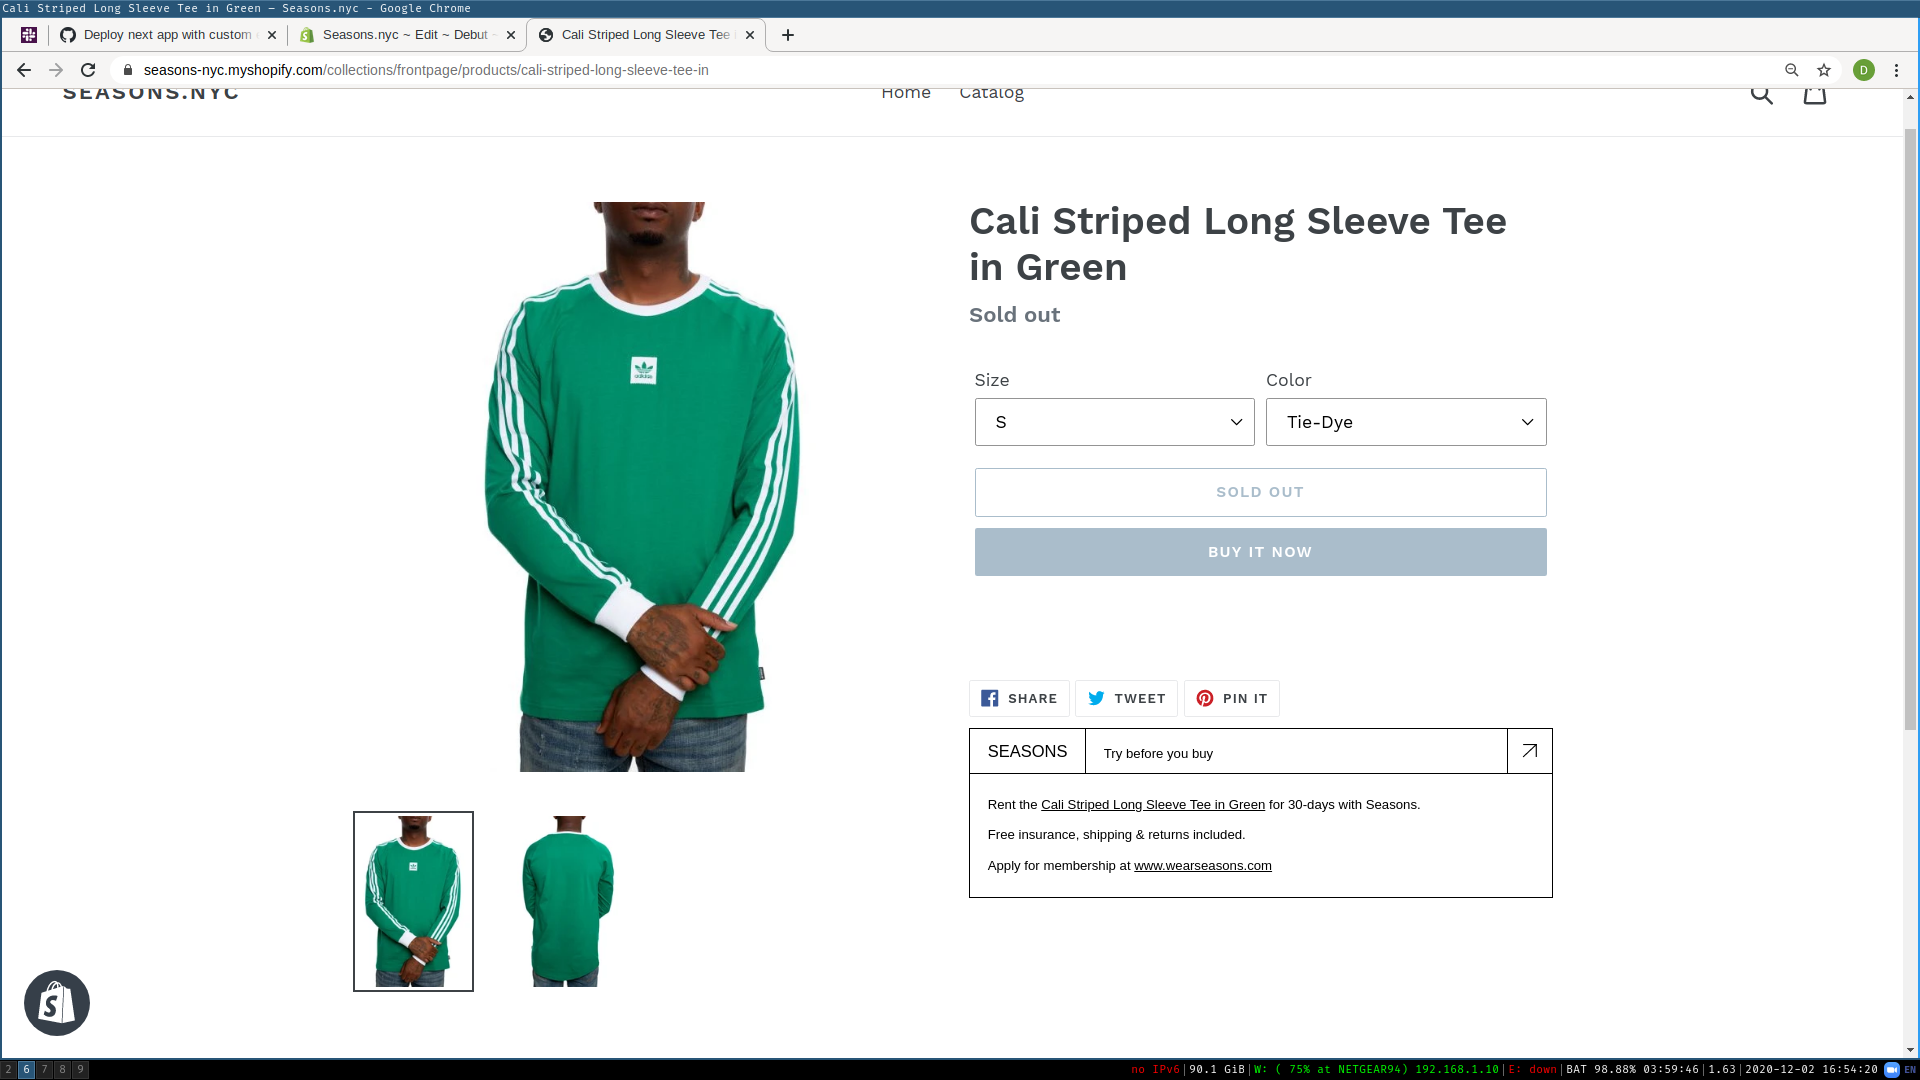 Cali Striped Long Sleeve Tee in Green – Seasons.nyc - Google Chrome
Deploy next app with custom
Seasons.nyc ~ Edit ~ Debut ~
Cali Striped Long Sleeve Tee
seasons-nyc.myshopify.com/collections/frontpage/products/cali-striped-long-sleeve-tee-in
D
SEASONS.NYC
Home
Catalog
Cali Striped Long Sleeve Tee
in Green
Sold out
Size
Color
S
Tie-Dye
SOLD OUT
BUY IT NOW
adidas
SHARE
TWEET
PIN IT
SEASONS
Try before you buy
Rent the Cali Striped Long Sleeve Tee in Green for 30-days with Seasons.
Free insurance, shipping & returns included.
Apply for membership at www.wearseasons.com
2 6 7 8 9
no IPv6|90.1 GiB|W: ( 75% at NETGEAR94) 192.168.1.10|E: down|BAT 98.88% 03:59:46|1.63|2020-12-02 16:54:20
EN